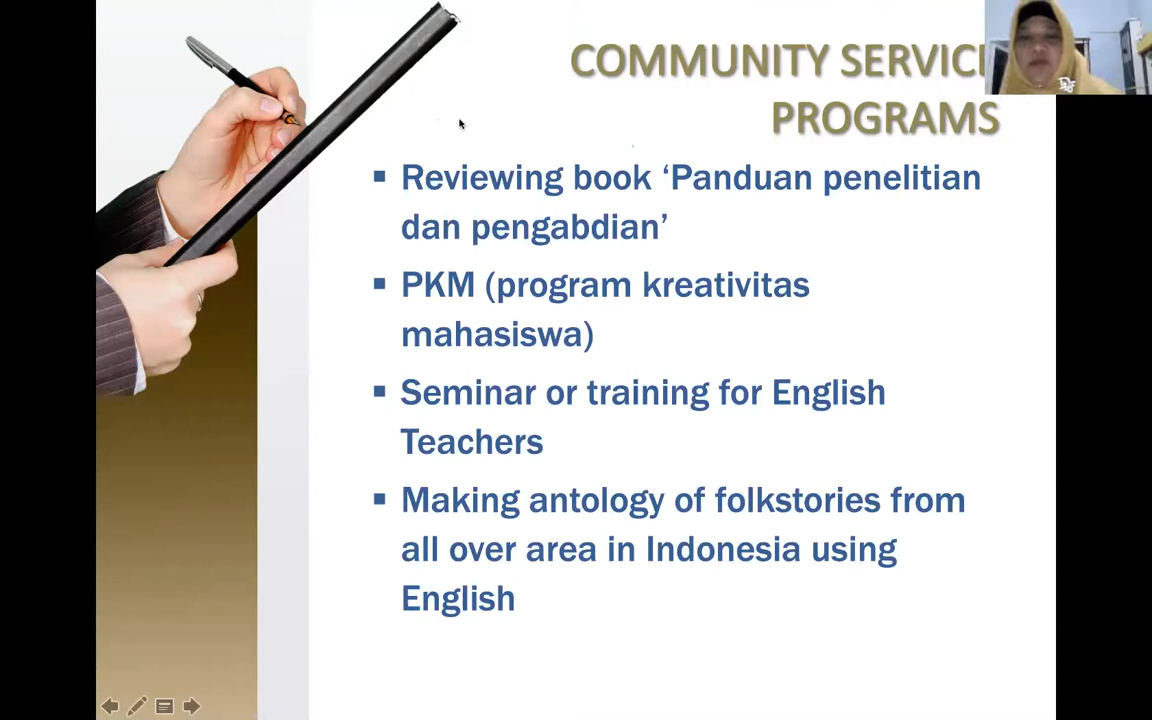 COMMUNITY SERVICE
PROGRAMS
▪ Reviewing book ‘Panduan penelitian
dan pengabdian’
▪ PKM (program kreativitas
mahasiswa)
▪ Seminar or training for English
Teachers
▪ Making antology of folkstories from
all over area in Indonesia using
English